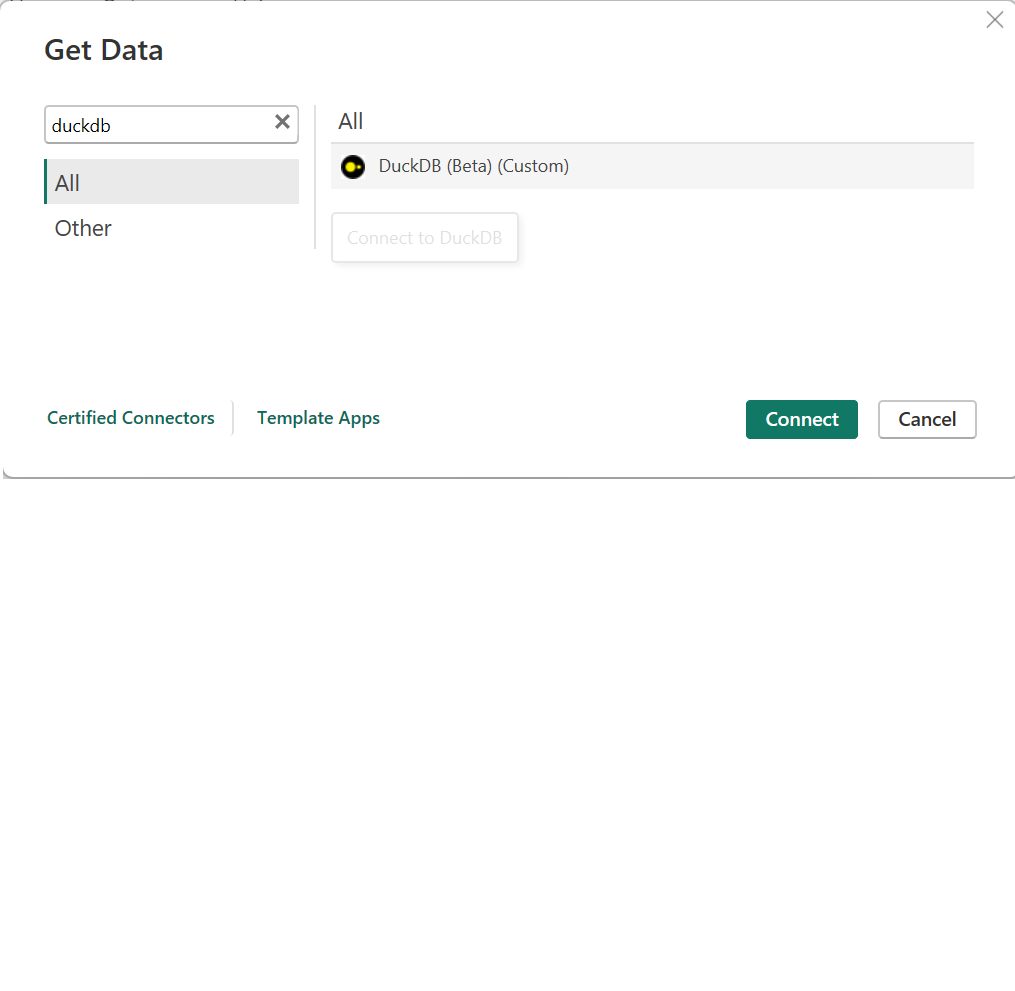 Get Data
duckdb
All
Other
All
DuckDB (Beta) (Custom)
Connect to DuckDB
Certified Connectors
Template Apps
Connect
Cancel